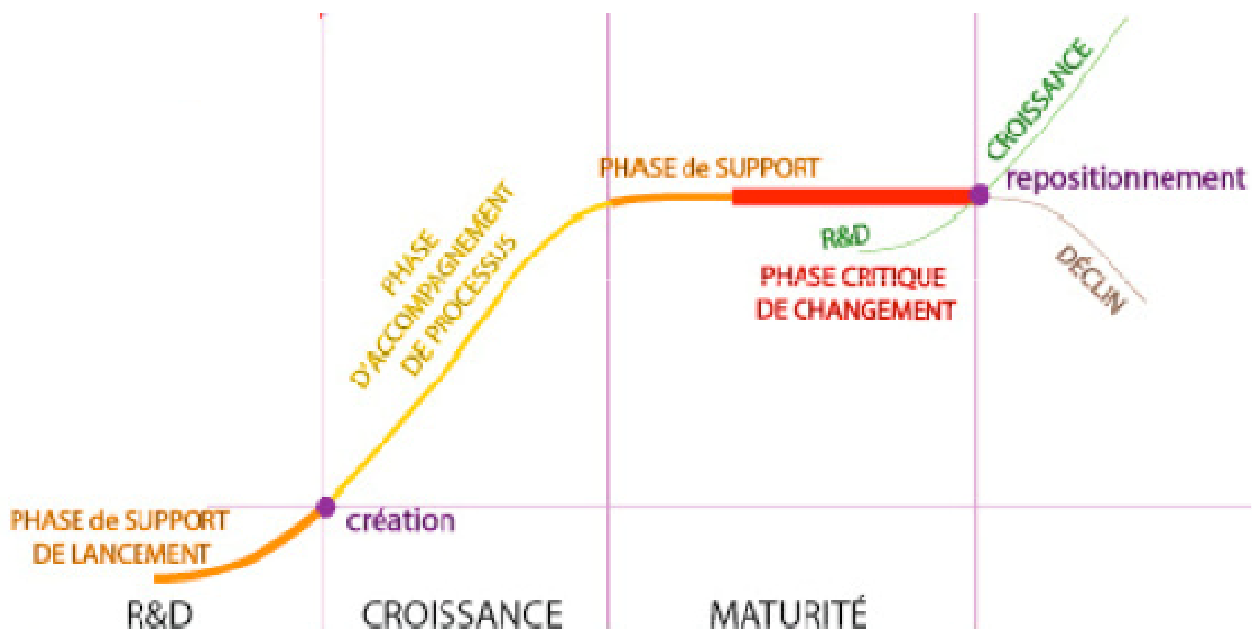 CROISSANCE
PHASE de SUPPORT
repositionnement
PHASE
D'ACCOMPAGNEMENT
DE PROCESSUS
R&D
DÉCLIN
PHASE CRITIQUE
DE CHANGEMENT
PHASE de SUPPORT
DE LANCEMENT
création
R&D
CROISSANCE
MATURITÉ